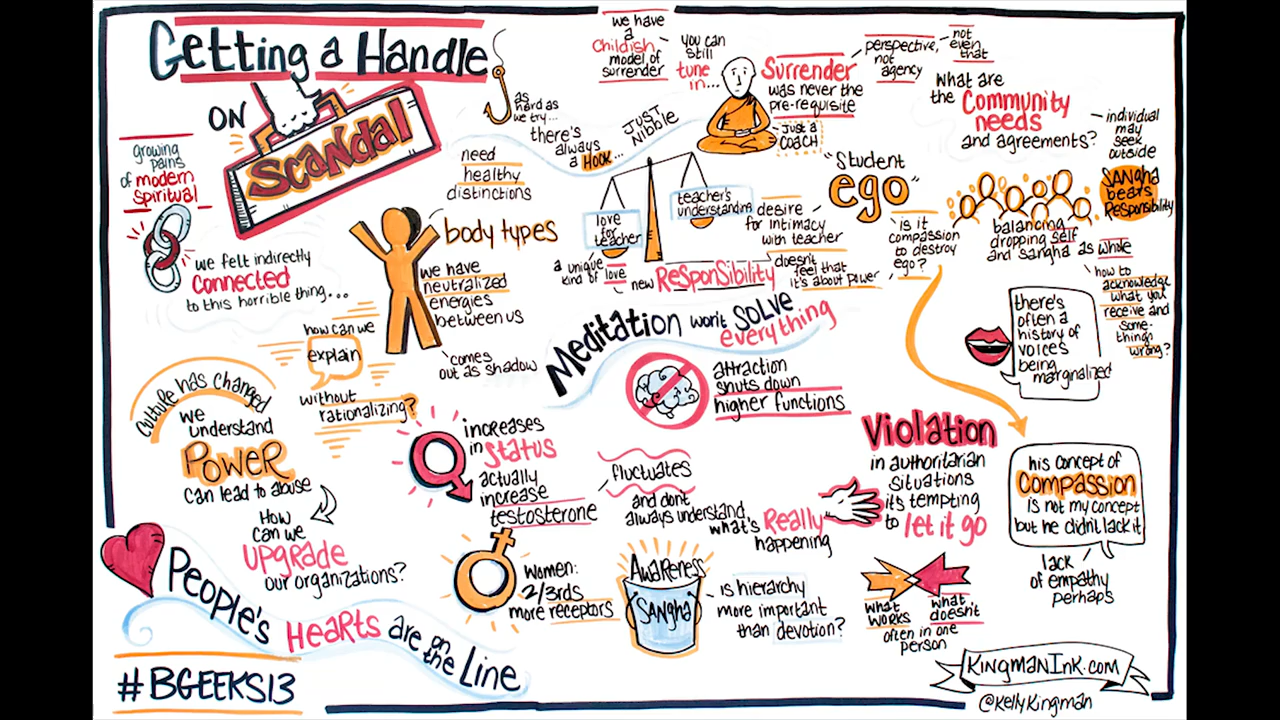 Getting a Handle
ON
Scandal
growing
pains
of modern
Spiritual
we felt indirectly
Connected
to this horrible thing...
as
hard as
we try...
there's
always
a Hook...
Just
Nibble
need
healthy
distinctions
body types
we have
neutralized
energies
between us
comes
out as shadow
how can we
explain
without
rationalizing?
we have
a
childish
model of
surrender
you can
still
tune
in...
Surrender
was never the
pre-requisite
Just a
COACH
perspective,
not
agency
not
even
that
what are
the Community
needs
and agreements?
individual
may
seek
outside
Sangha
bears
Responsibility
balancing
dropping self
and sangha as while
how to
acknowledge
what you
receive and
some-
thing's
wrong?
there's
often a
history of
voices
being
marginalized
"Student
ego"
is it
compassion
to destroy
ego?
love
for
teacher
teacher's
understanding
a unique
kind of love
new Responsibility
desire
for intimacy
with teacher
doesn't
feel that
it's about power
Meditation won't SOLVE
everything
attraction
shuts down
higher functions
Culture has changed
we
understand
Power
can lead to abuse
How
can we
Upgrade
our organizations?
increases
in Status
actually
increase
testosterone
fluctuates
and don't
always understand
what's Really
happening
Women:
2/3rds
more receptors
Awareness
Sangha
is hierarchy
more important
than devotion?
Violation
in authoritarian
situations
it's tempting
to let it go
what
works
what
doesn't
often in one
person
his concept of
Compassion
is not my concept
but he didn't lack it
lack
of empathy
perhaps
People's Hearts are on the Line
#BGEEKS13
KingmanInk.com
@KellyKingman